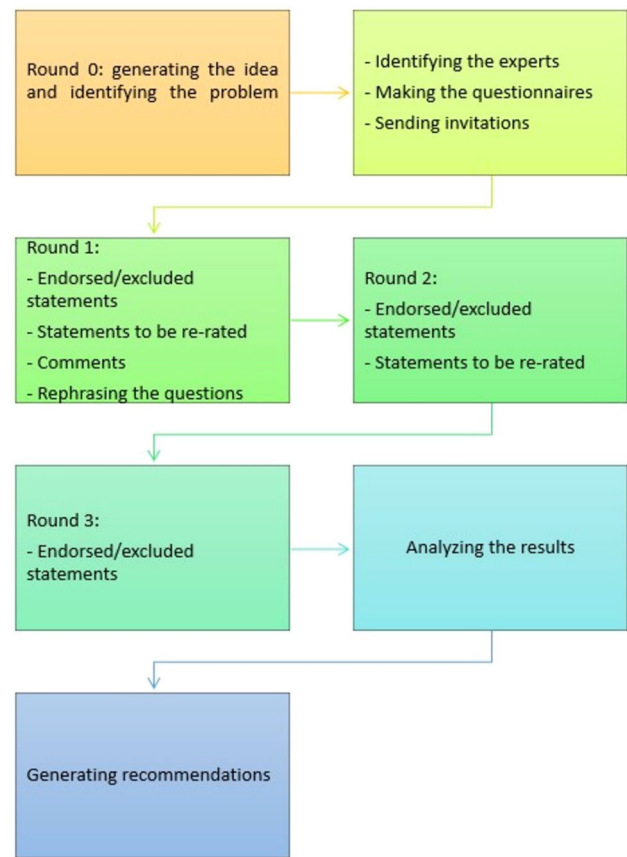 Round 0: generating the idea
and identifying the problem
- Identifying the experts
- Making the questionnaires
- Sending invitations
Round 1:
- Endorsed/excluded
statements
- Statements to be re-rated
- Comments
- Rephrasing the questions
Round 2:
- Endorsed/excluded
statements
- Statements to be re-rated
Round 3:
- Endorsed/excluded
statements
Analyzing the results
Generating recommendations